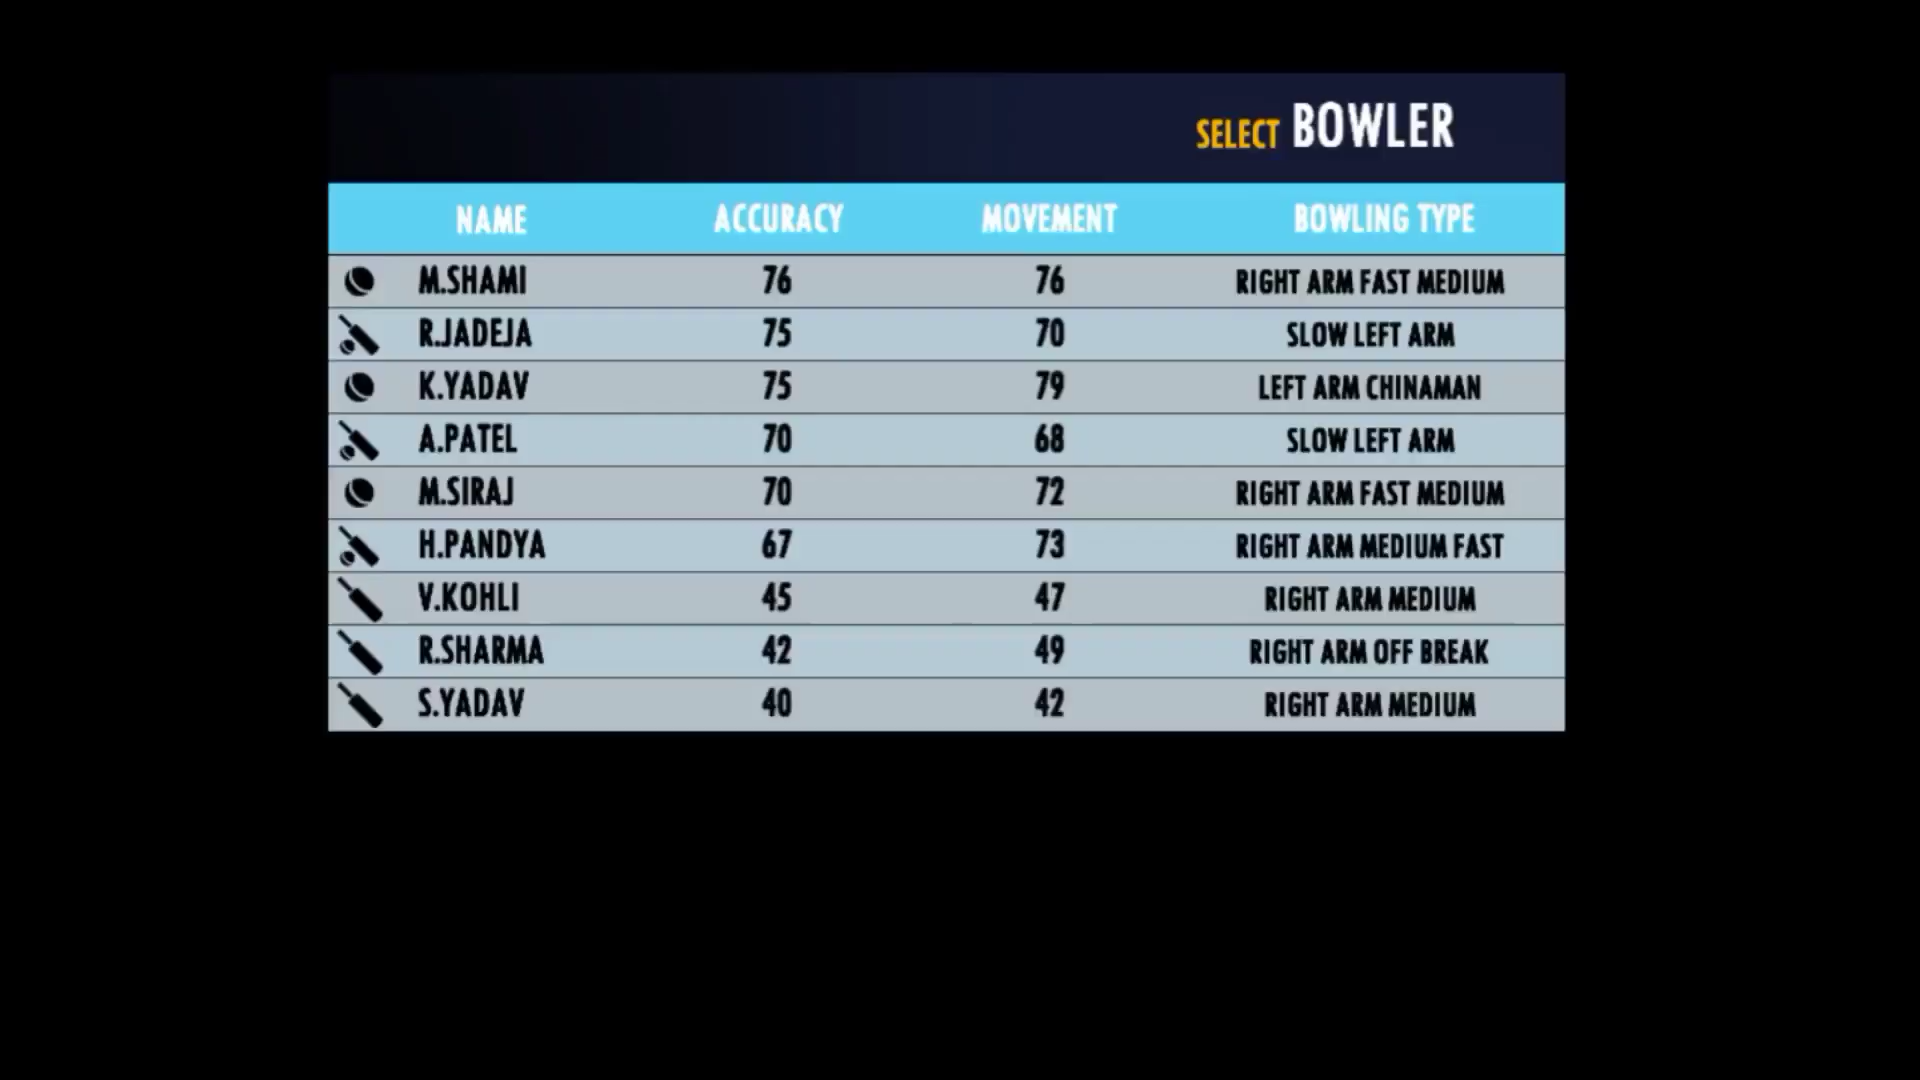 SELECT BOWLER
NAME ACCURACY MOVEMENT BOWLING TYPE
M.SHAMI 76 76 RIGHT ARM FAST MEDIUM
R.JADEJA 75 70 SLOW LEFT ARM
K.YADAV 75 79 LEFT ARM CHINAMAN
A.PATEL 70 68 SLOW LEFT ARM
M.SIRAJ 70 72 RIGHT ARM FAST MEDIUM
H.PANDYA 67 73 RIGHT ARM MEDIUM FAST
V.KOHLI 45 47 RIGHT ARM MEDIUM
R.SHARMA 42 49 RIGHT ARM OFF BREAK
S.YADAV 40 42 RIGHT ARM MEDIUM